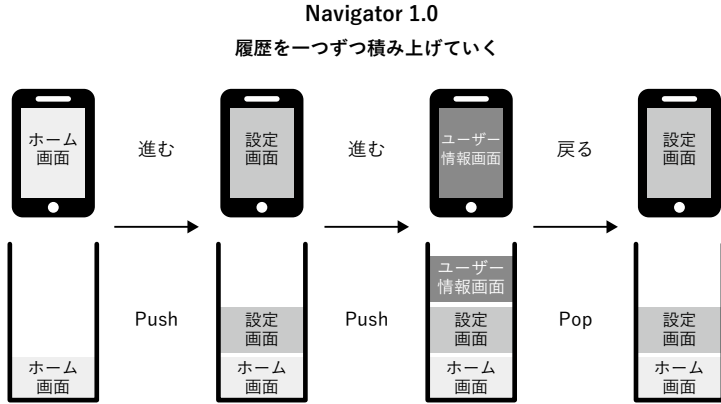 Navigator 1.0
履歴を一つずつ積み上げていく
ホーム
画面
進む
設定
画面
進む
ユーザー
情報画面
戻る
設定
画面
ホーム
画面
Push
設定
画面
ホーム
画面
Push
ユーザー
情報画面
設定
画面
ホーム
画面
Pop
設定
画面
ホーム
画面